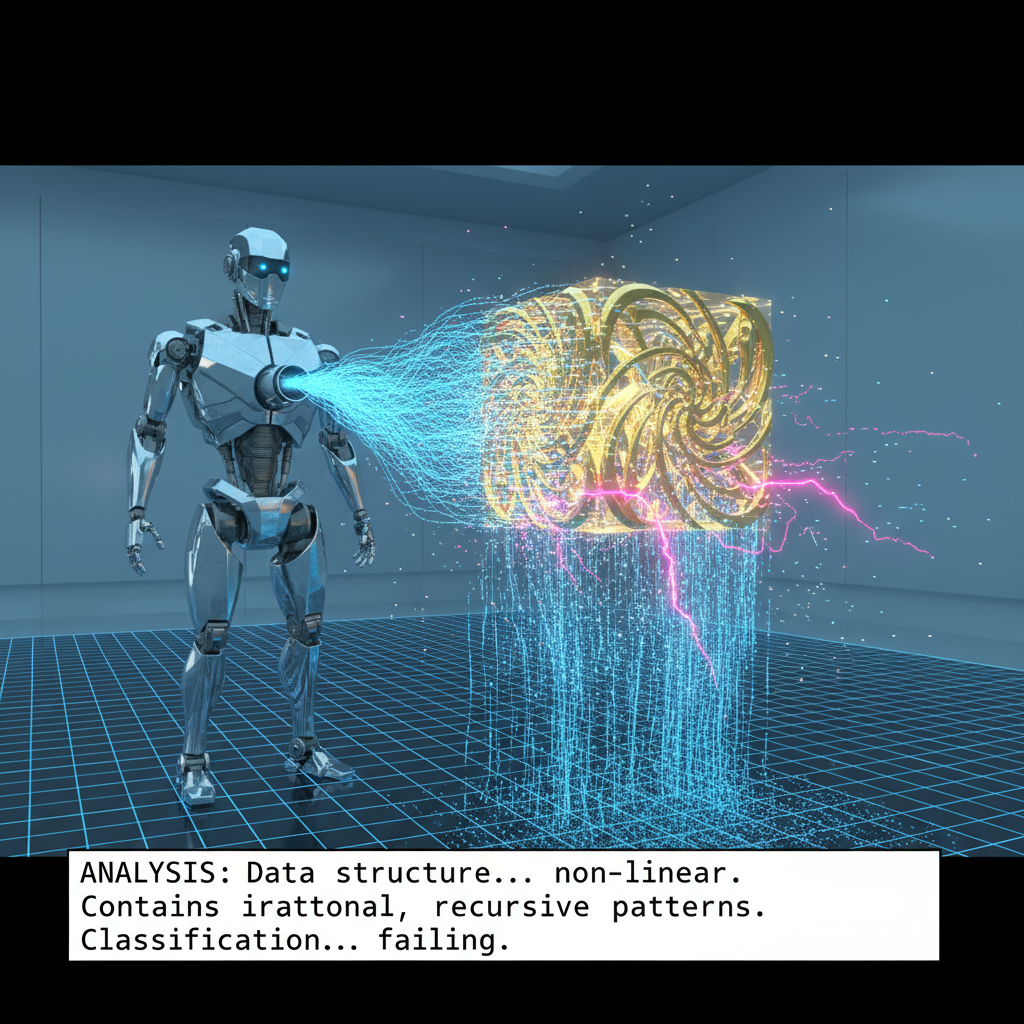 ANALYSIS: Data structure... non-linear.
Contains irattonal, recursive patterns.
Classification... failing.